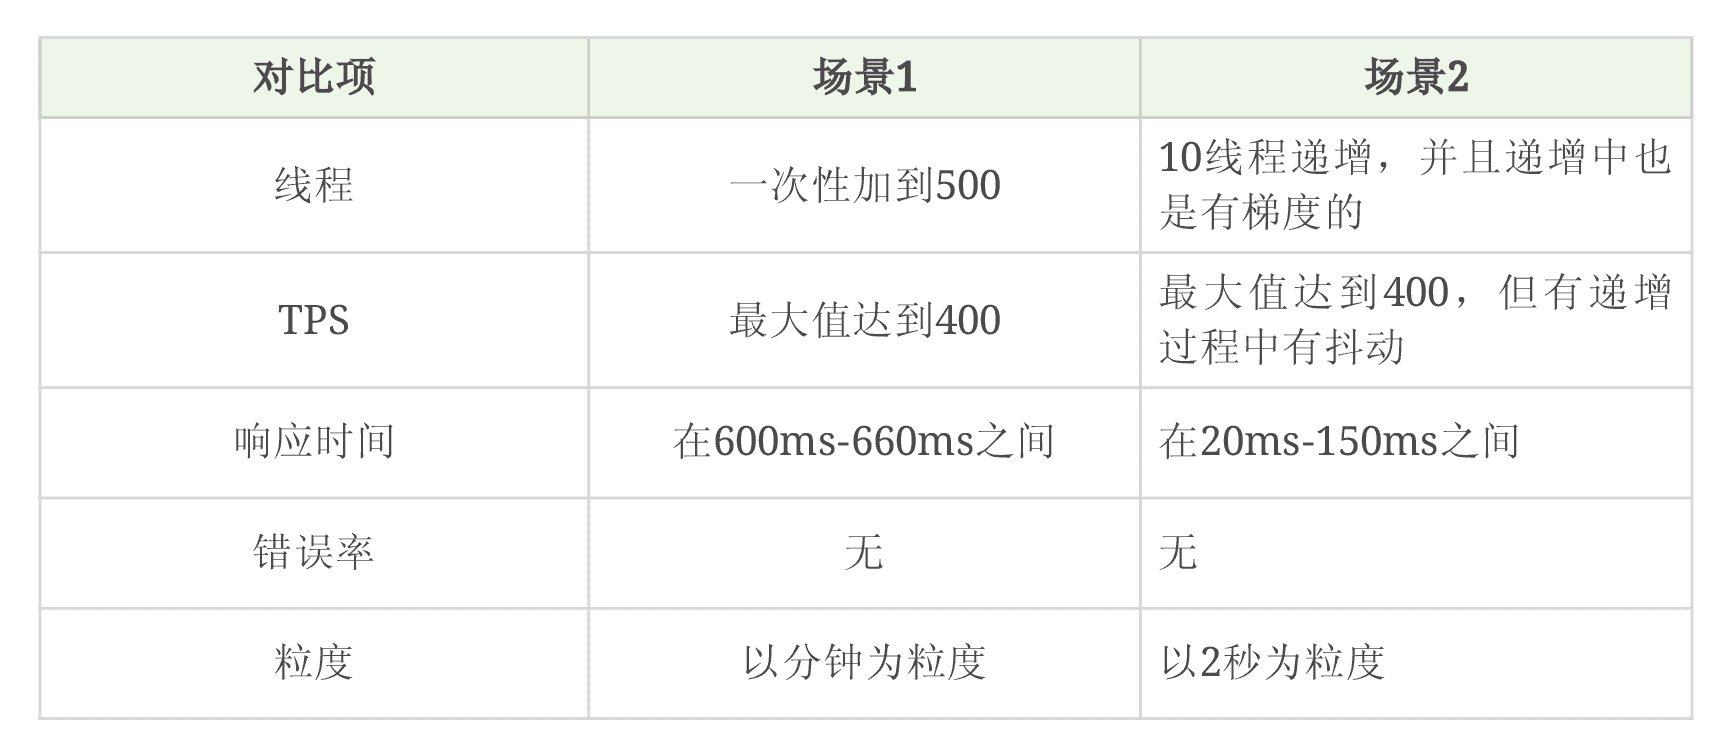 对比项
场景1
场景2
线程
一次性加到500
10线程递增，并且递增中也
是有梯度的
TPS
最大值达到400
最大值达到400，但有递增
过程中有抖动
响应时间
在600ms-660ms之间
在20ms-150ms之间
错误率
无
无
粒度
以分钟为粒度
以2秒为粒度